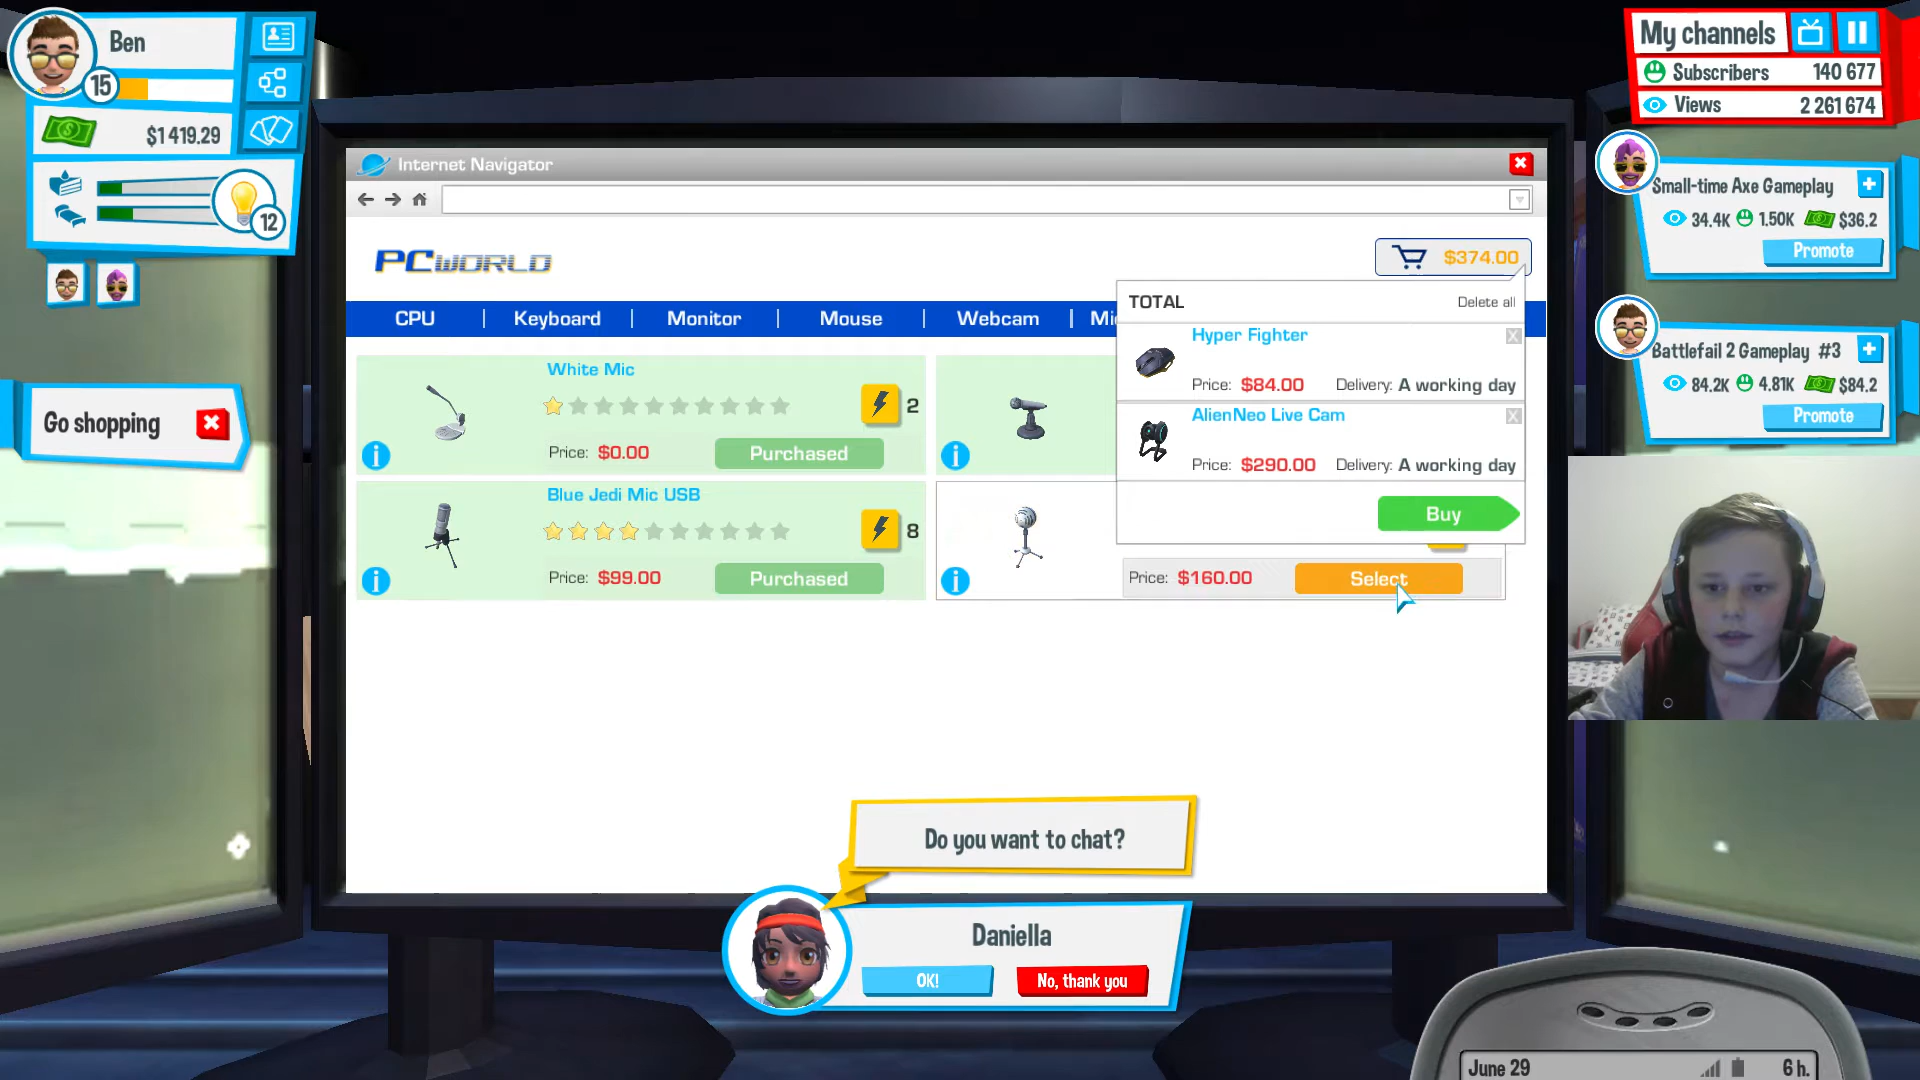 Ben
15
$1 419.29
12
Go shopping
Internet Navigator
PCWORLD
$374.00
CPU
Keyboard
Monitor
Mouse
Webcam
Mi
TOTAL
Delete all
Hyper Fighter
Price: $84.00 Delivery: A working day
AlienNeo Live Cam
Price: $290.00 Delivery: A working day
Buy
White Mic
2
Price: $0.00
Purchased
Blue Jedi Mic USB
8
Price: $99.00
Purchased
Price: $160.00
Select
Do you want to chat?
Daniella
OK!
No, thank you
My channels
Subscribers 140 677
Views 2 261 674
Small-time Axe Gameplay
34.4K 1.50K $36.2
Promote
Battlefail 2 Gameplay #3
84.2K 4.81K $84.2
Promote
June 29
6 h.